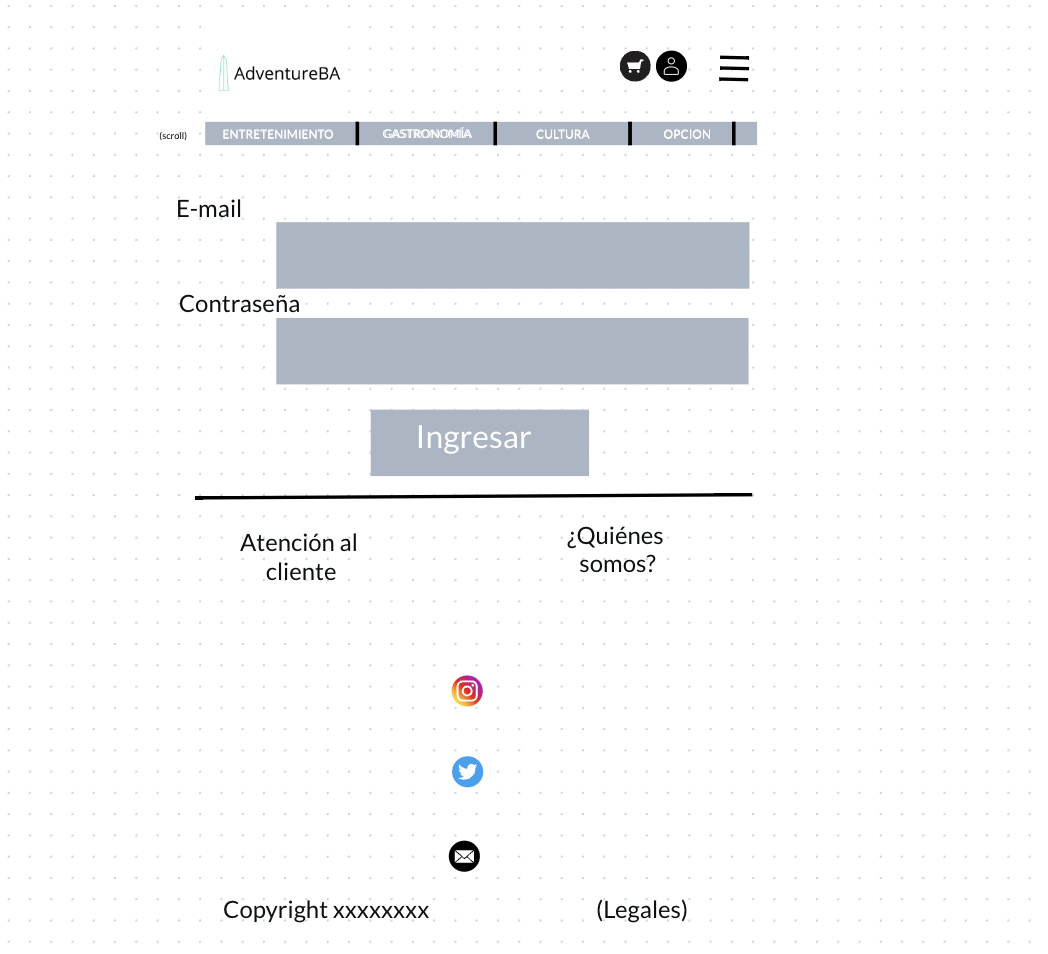 AdventureBA
(scroll) ENTRETENIMIENTO GASTRONOMÍA CULTURA OPCION
E-mail
Contraseña
Ingresar
Atención al
cliente
¿Quiénes
somos?
Copyright xxxxxxxx (Legales)